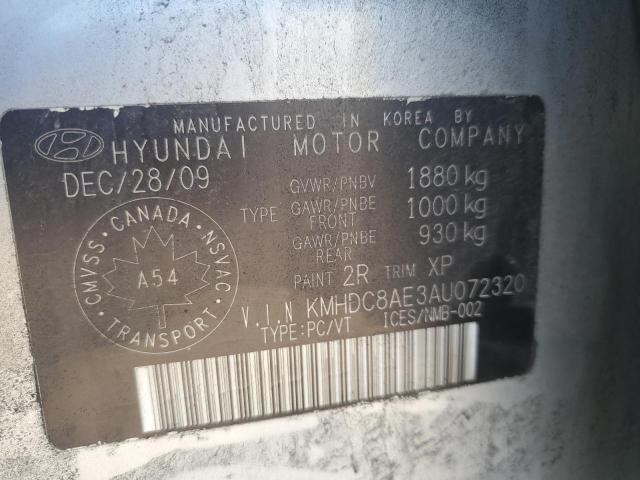 MANUFACTURED IN KOREA BY
HYUNDAI MOTOR COMPANY
DEC/28/09
GVWR/PNBV 1880 kg
TYPE GAWR/PNBE FRONT 1000 kg
GAWR/PNBE REAR 930 kg
PAINT 2R TRIM XP
CANADA
CMVSS
NSVAC
A54
TRANSPORT
V.I.N KMHDC8AE3AU072320
TYPE:PC/VT ICES/NMB-002